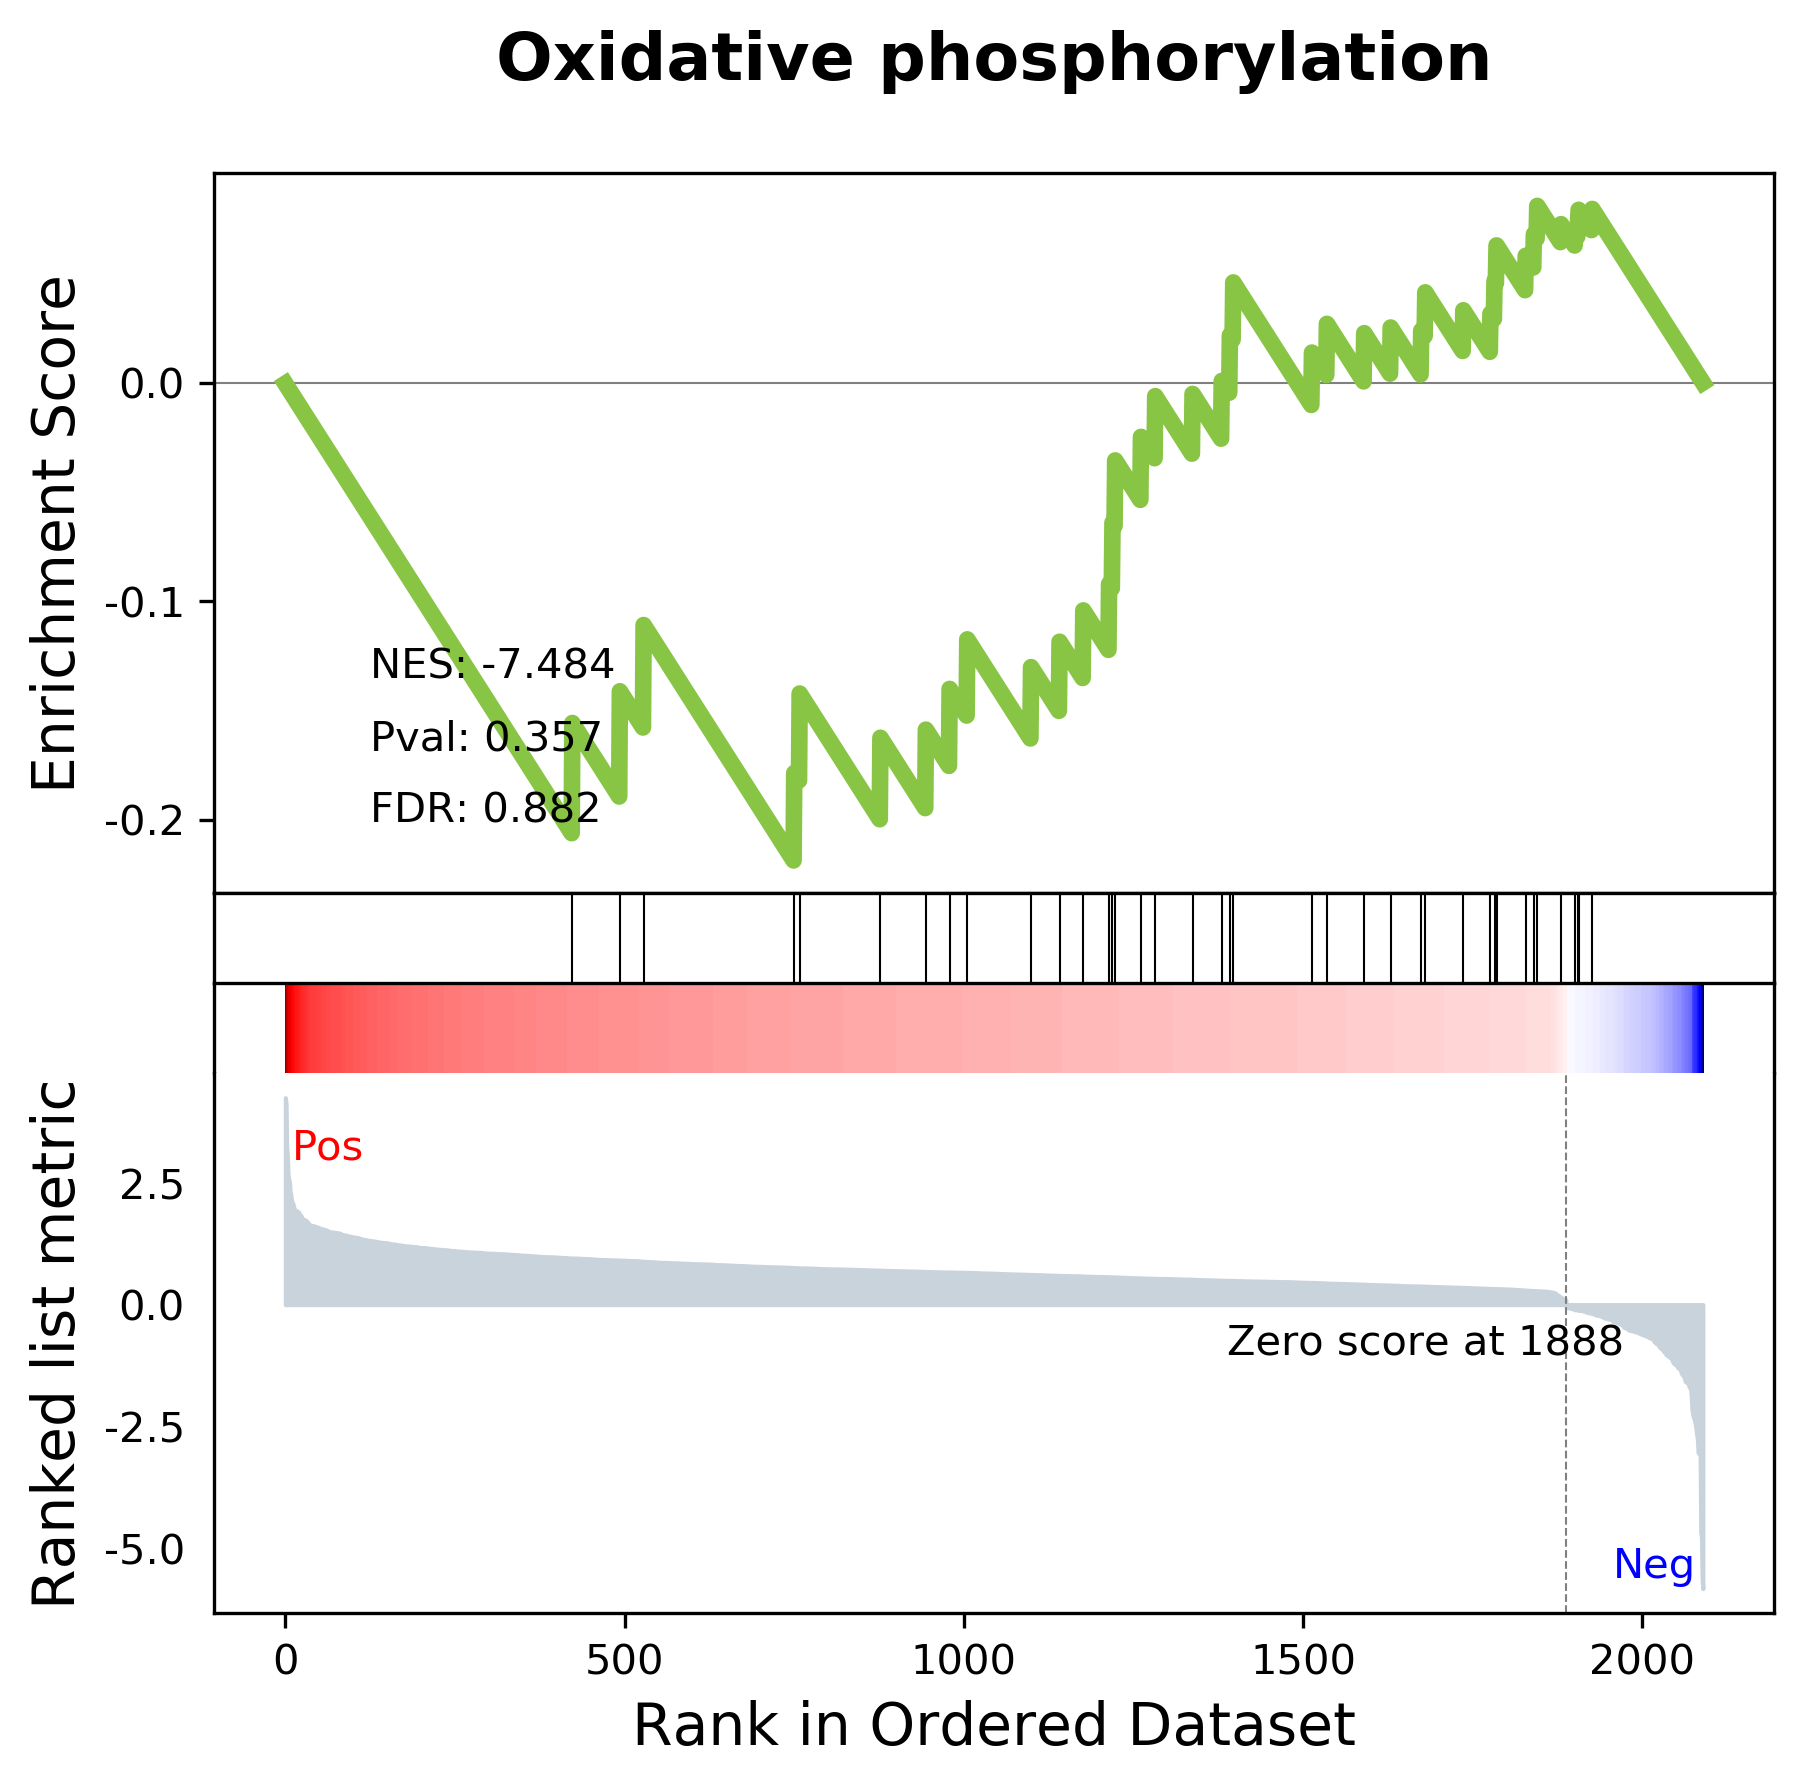 Oxidative phosphorylation
Enrichment Score
0.0
-0.1
-0.2
NES: -7.484
Pval: 0.357
FDR: 0.882
Ranked list metric
Pos
2.5
0.0
-2.5
-5.0
Zero score at 1888
Neg
0 500 1000 1500 2000
Rank in Ordered Dataset